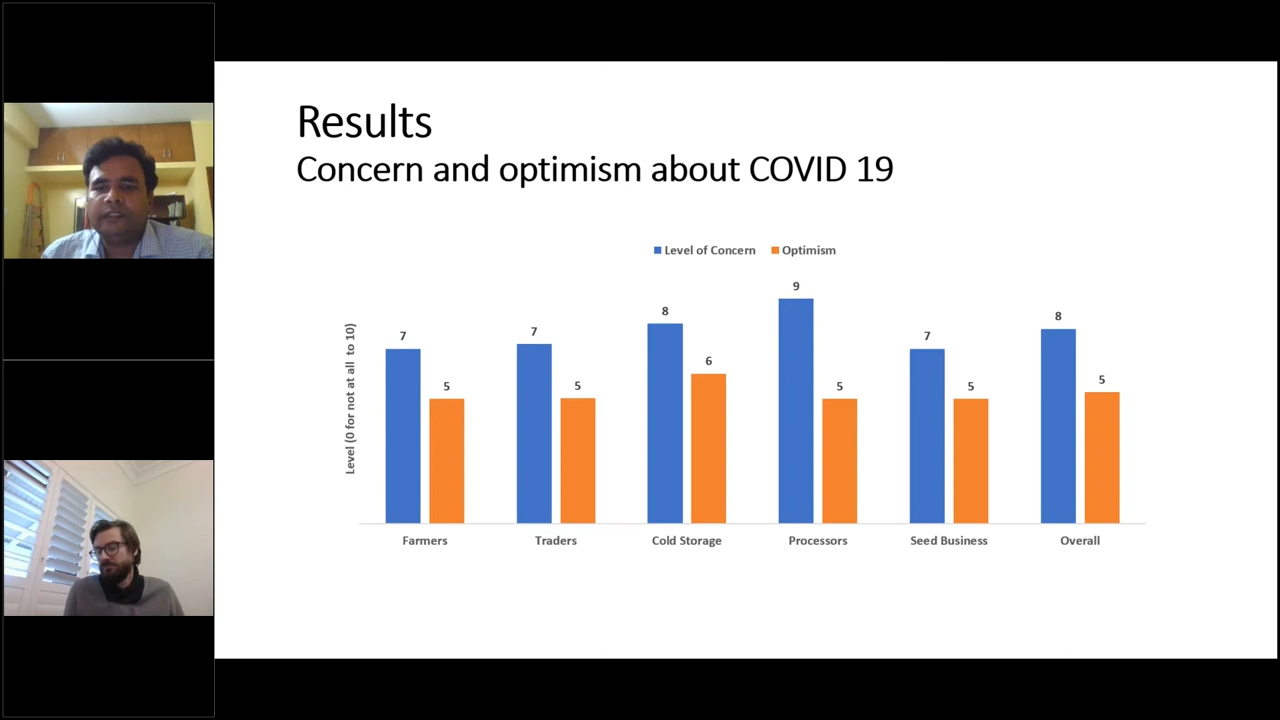 Results
Concern and optimism about COVID 19
Level of Concern Optimism
Level (0 for not at all to 10)
7 5 7 5 8 6 9 5 7 5 8 5
Farmers Traders Cold Storage Processors Seed Business Overall